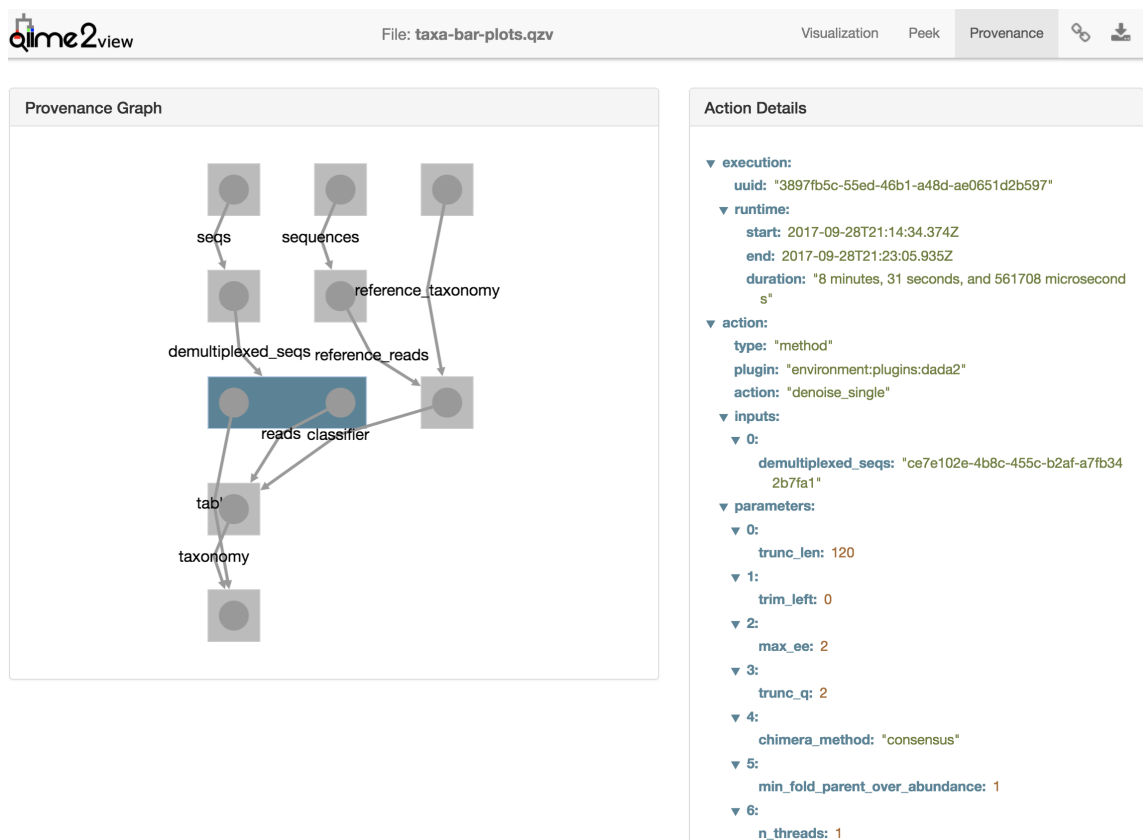 qiime2view
File: taxa-bar-plots.qzv
Visualization
Peek
Provenance
Provenance Graph
seqs
sequences
reference_taxonomy
demultiplexed_seqs
reference_reads
reads
classifier
tab'
taxonomy
Action Details
▼ execution:
uuid: "3897fb5c-55ed-46b1-a48d-ae0651d2b597"
▼ runtime:
start: 2017-09-28T21:14:34.374Z
end: 2017-09-28T21:23:05.935Z
duration: "8 minutes, 31 seconds, and 561708 microsecond
s"
▼ action:
type: "method"
plugin: "environment:plugins:dada2"
action: "denoise_single"
▼ inputs:
▼ 0:
demultiplexed_seqs: "ce7e102e-4b8c-455c-b2af-a7fb34
2b7fa1"
▼ parameters:
▼ 0:
trunc_len: 120
▼ 1:
trim_left: 0
▼ 2:
max_ee: 2
▼ 3:
trunc_q: 2
▼ 4:
chimera_method: "consensus"
▼ 5:
min_fold_parent_over_abundance: 1
▼ 6:
n_threads: 1